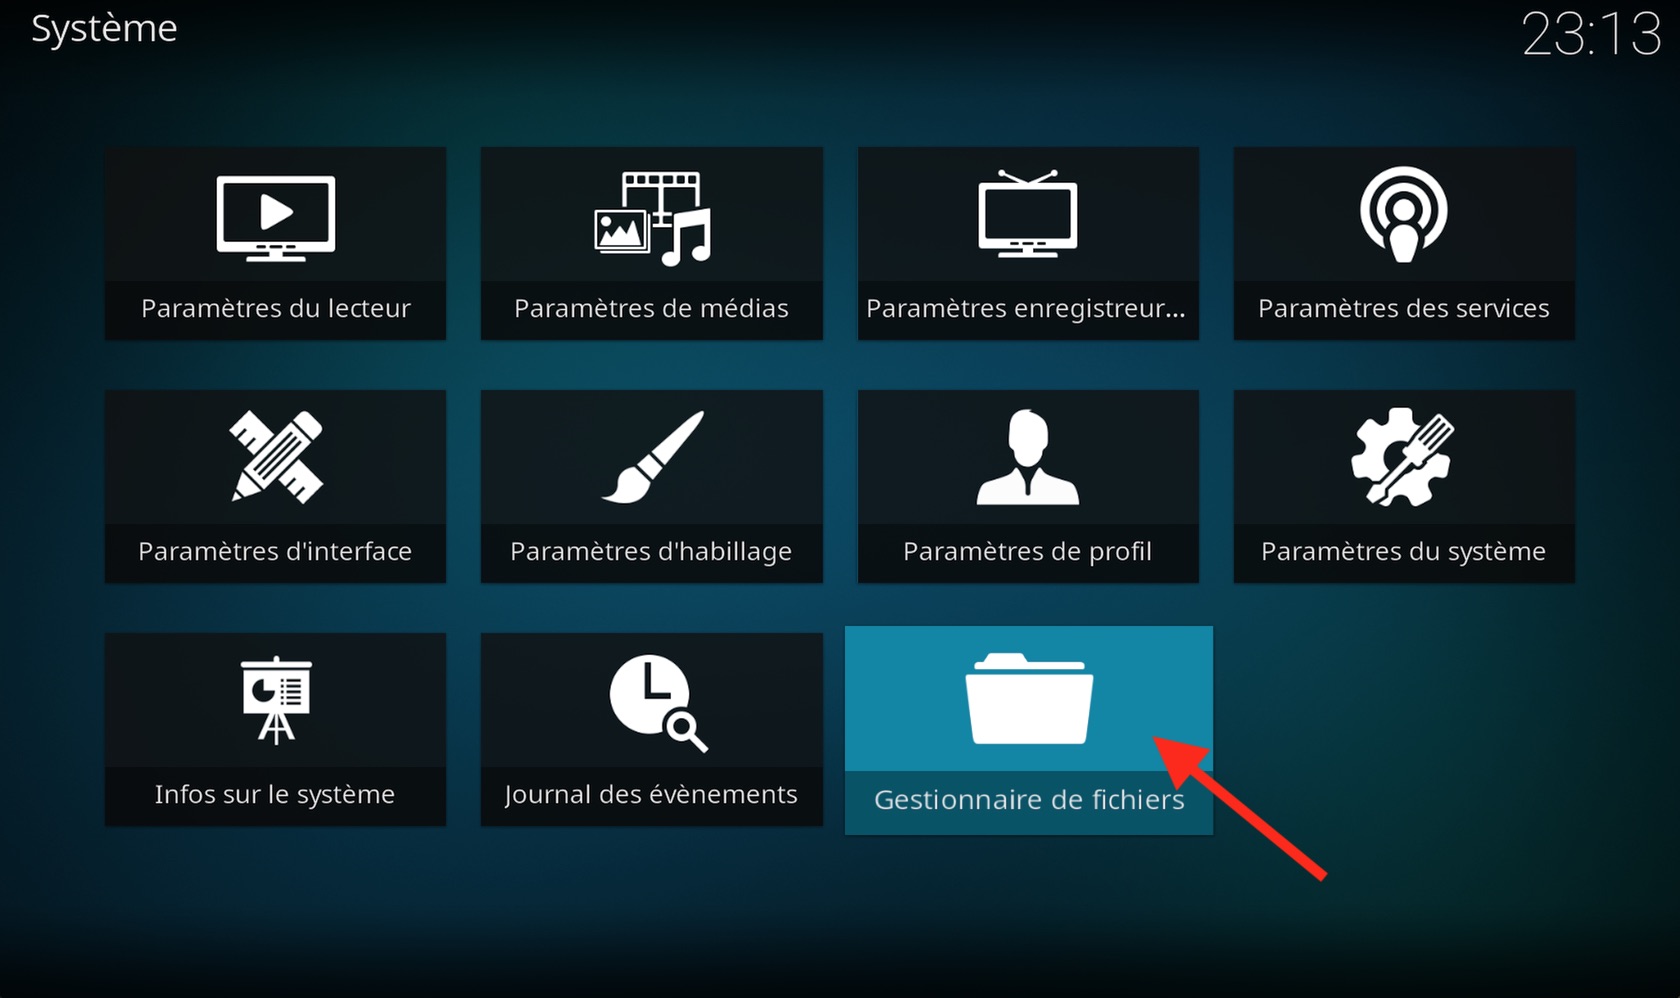 Système
23:13
Paramètres du lecteur
Paramètres de médias
Paramètres enregistreur...
Paramètres des services
Paramètres d'interface
Paramètres d'habillage
Paramètres de profil
Paramètres du système
Infos sur le système
Journal des évènements
Gestionnaire de fichiers